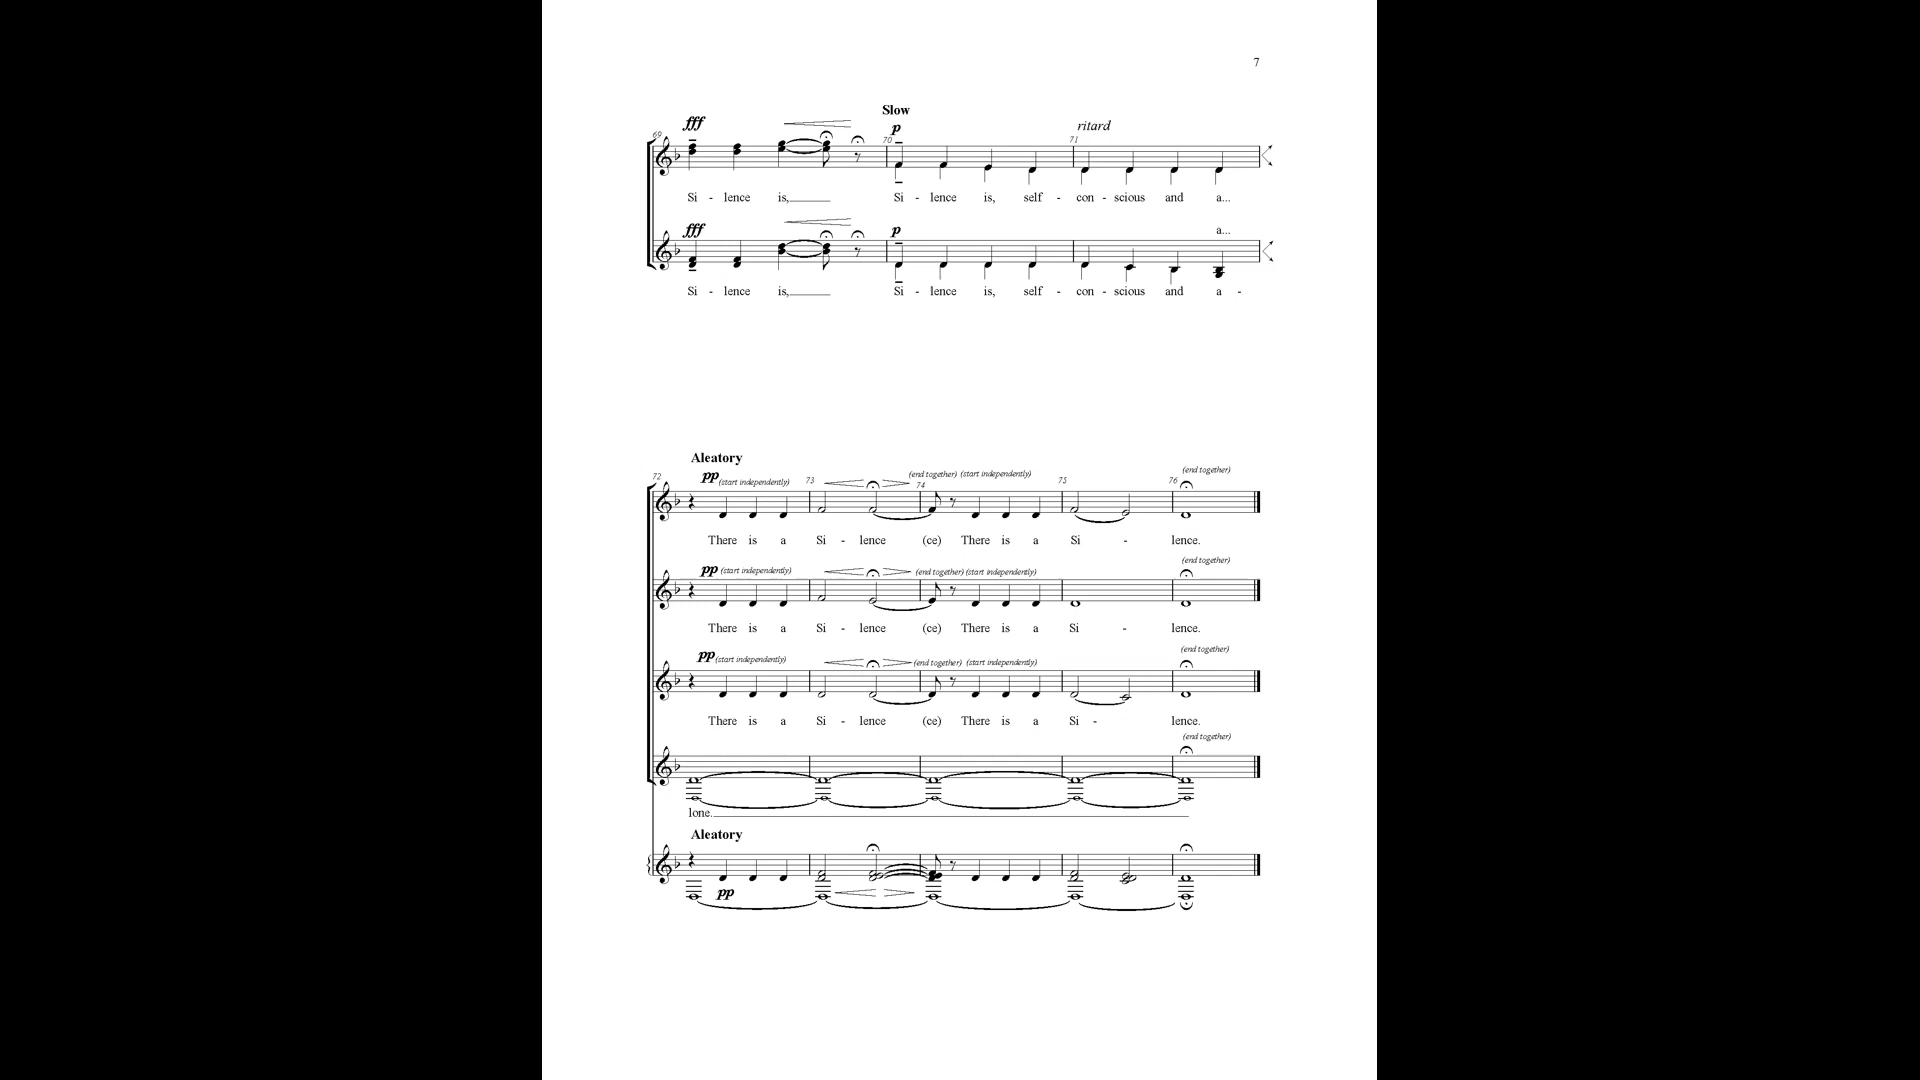 7
Slow
fff p ritard
69 70 71
Si - lence is, Si - lence is, self - con - scious and a...
fff p a...
Si - lence is, Si - lence is, self - con - scious and a -
Aleatory
72 pp (start independently) 73 (end together) (start independently) 74 75 76 (end together)
There is a Si - lence (ce) There is a Si - lence.
pp (start independently) (end together) (start independently) (end together)
There is a Si - lence (ce) There is a Si - lence.
pp (start independently) (end together) (start independently) (end together)
There is a Si - lence (ce) There is a Si - lence.
(end together)
lone.
Aleatory
pp